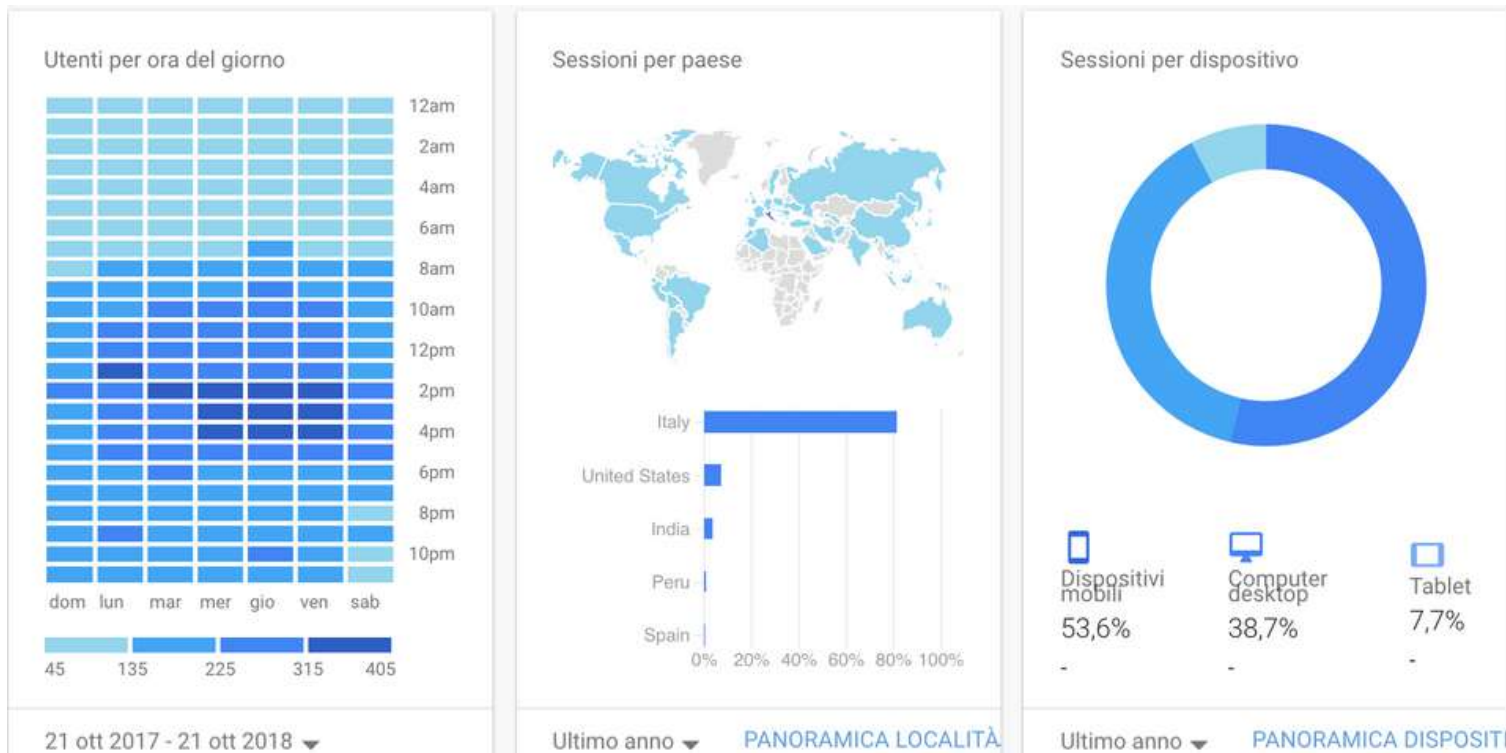 Utenti per ora del giorno
12am
2am
4am
6am
8am
10am
12pm
2pm
4pm
6pm
8pm
10pm
dom lun mar mer gio ven sab
45 135 225 315 405
21 ott 2017 - 21 ott 2018
Sessioni per paese
Italy
United States
India
Peru
Spain
0% 20% 40% 60% 80% 100%
Ultimo anno PANORAMICA LOCALITÀ
Sessioni per dispositivo
Dispositivi
mobili
53,6%
-
Computer
desktop
38,7%
-
Tablet
7,7%
-
Ultimo anno PANORAMICA DISPOSIT